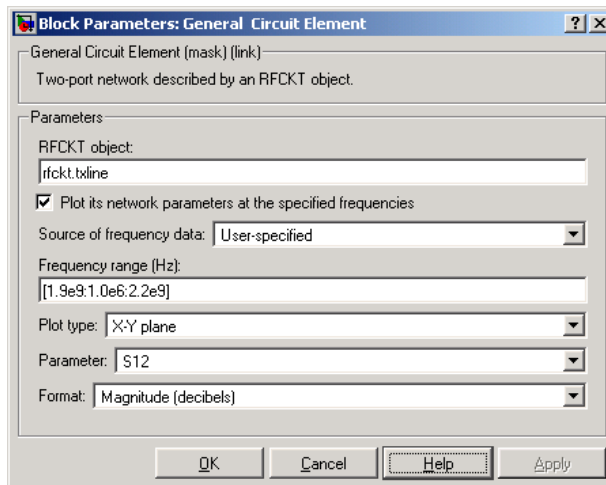 Block Parameters: General Circuit Element
General Circuit Element (mask) (link)
Two-port network described by an RFCKT object.
Parameters
RFCKT object:
rfckt.txline
Plot its network parameters at the specified frequencies
Source of frequency data: User-specified
Frequency range (Hz):
[1.9e9:1.0e6:2.2e9]
Plot type: X-Y plane
Parameter: S12
Format: Magnitude (decibels)
OK Cancel Help Apply